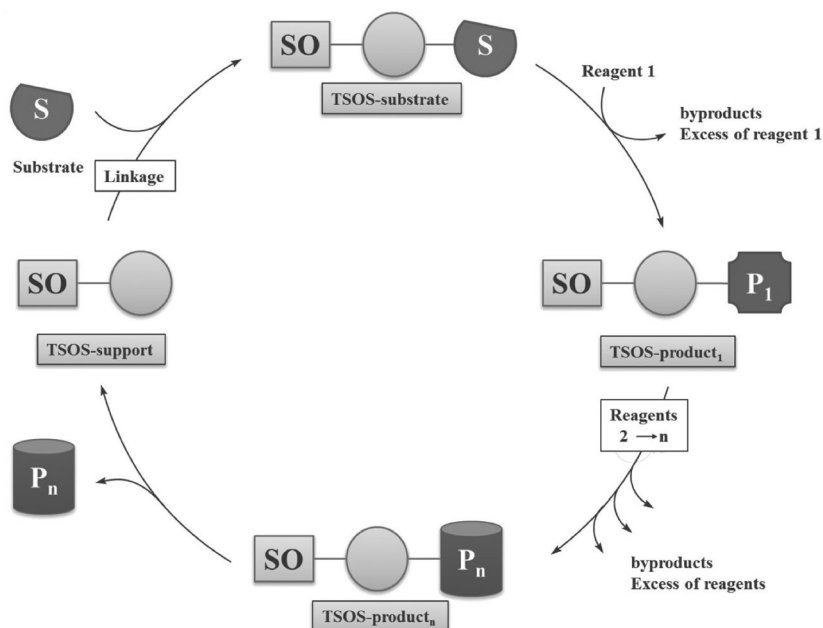 SO
S
TSOS-substrate
Reagent 1
byproducts
Excess of reagent 1
S
Substrate
Linkage
SO
TSOS-support
SO
P₁
TSOS-product₁
Reagents
2 → n
Pₙ
SO
Pₙ
TSOS-productₙ
byproducts
Excess of reagents